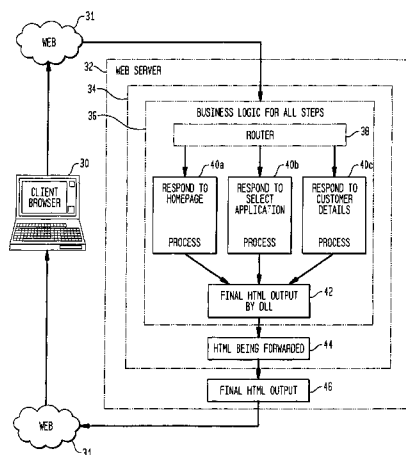 31
WEB
32
WEB SERVER
34
36
BUSINESS LOGIC FOR ALL STEPS
ROUTER
38
30
CLIENT
BROWSER
40a
RESPOND TO
HOMEPAGE
PROCESS
40b
RESPOND TO
SELECT
APPLICATION
PROCESS
40c
RESPOND TO
CUSTOMER
DETAILS
PROCESS
FINAL HTML OUTPUT
BY DLL
42
HTML BEING FORWARDED
44
FINAL HTML OUTPUT
46
WEB
31